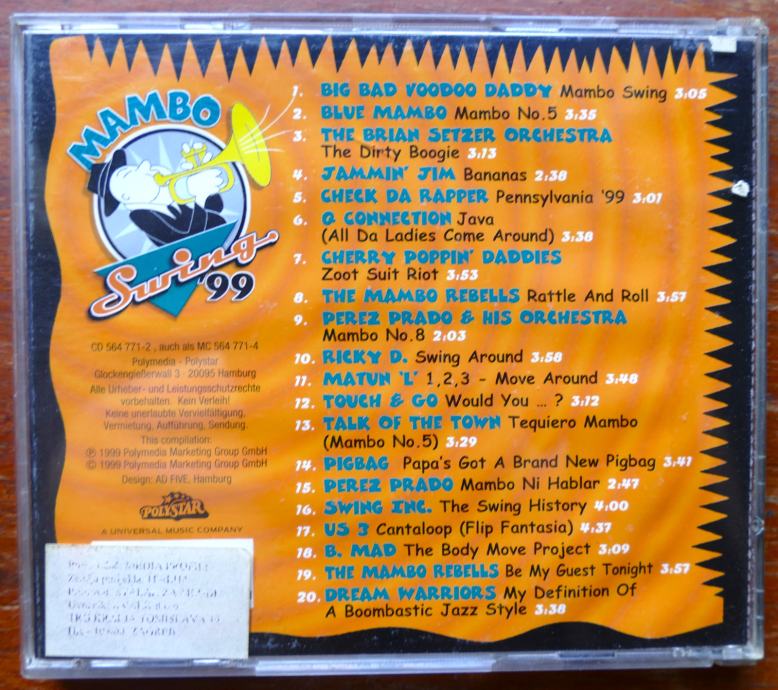 MAMBO
Swing
'99
CD 564 771-2 , auch als MC 564 771-4
Polymedia - Polystar
Glockengießerwall 3 · 20095 Hamburg
Alle Urheber- und Leistungsschutzrechte
vorbehalten. Kein Verleih!
Keine unerlaubte Vervielfältigung,
Vermietung, Aufführung, Sendung.
This compilation:
℗ 1999 Polymedia Marketing Group GmbH
© 1999 Polymedia Marketing Group GmbH
Design: AD FIVE, Hamburg
POLYSTAR
A UNIVERSAL MUSIC COMPANY
1. BIG BAD VOODOO DADDY Mambo Swing 3:05
2. BLUE MAMBO Mambo No.5 3:35
3. THE BRIAN SETZER ORCHESTRA
The Dirty Boogie 3:13
4. JAMMIN' JIM Bananas 2:38
5. CHECK DA RAPPER Pennsylvania '99 3:01
6. Q CONNECTION Java
(All Da Ladies Come Around) 3:38
7. CHERRY POPPIN' DADDIES
Zoot Suit Riot 3:53
8. THE MAMBO REBELLS Rattle And Roll 3:57
9. PEREZ PRADO & HIS ORCHESTRA
Mambo No.8 2:03
10. RICKY D. Swing Around 3:58
11. MATUN 'L' 1,2,3 - Move Around 3:48
12. TOUCH & GO Would You ... ? 3:12
13. TALK OF THE TOWN Tequiero Mambo
(Mambo No.5) 3:29
14. PIGBAG Papa's Got A Brand New Pigbag 3:41
15. PEREZ PRADO Mambo Ni Hablar 2:47
16. SWING INC. The Swing History 4:00
17. US 3 Cantaloop (Flip Fantasia) 4:37
18. B. MAD The Body Move Project 3:09
19. THE MAMBO REBELLS Be My Guest Tonight 3:57
20. DREAM WARRIORS My Definition Of
A Boombastic Jazz Style 3:38